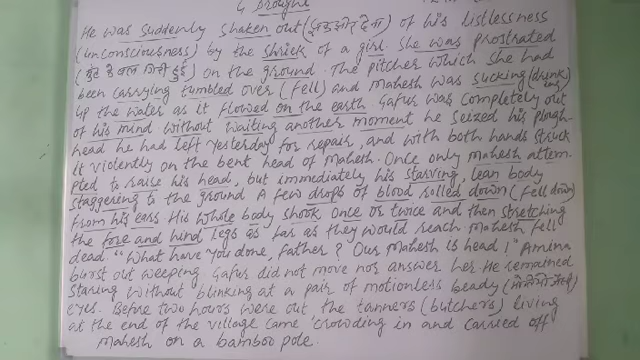 4 Drought
He was suddenly shaken out (झकझोर देना) of his listlessness
(unconsciousness) by the shrick of a girl. She was prostrated
(मुंह के बल गिरी हुई) on the ground. The pitcher which she had
been carrying tumbled over (fell) and Mahesh was sucking (drink ing)
up the water as it flowed on the earth. Gafur was completely out
of his mind without waiting another moment he seized his plough-
head he had left yesterday for repair, and with both hands struck
it violently on the bent head of Mahesh. Once only Mahesh attem-
pted to raise his head, but immediately his starving, lean body
staggering to the ground A few drops of blood rolled down (fell down)
from his ears His whole body shook once or twice and then stretching
the fore and hind legs as far as they would reach Mahesh fell
dead. "What have you done, father? Our Mahesh is head!" Amina
burst out weeping. Gafur did not move nor answer her. He remained
staring without blinking at a pair of motionless beady
eyes. Before two hours were out the tanners (butchers) living
at the end of the village came crowding in and carried off
Mahesh on a bamboo pole.